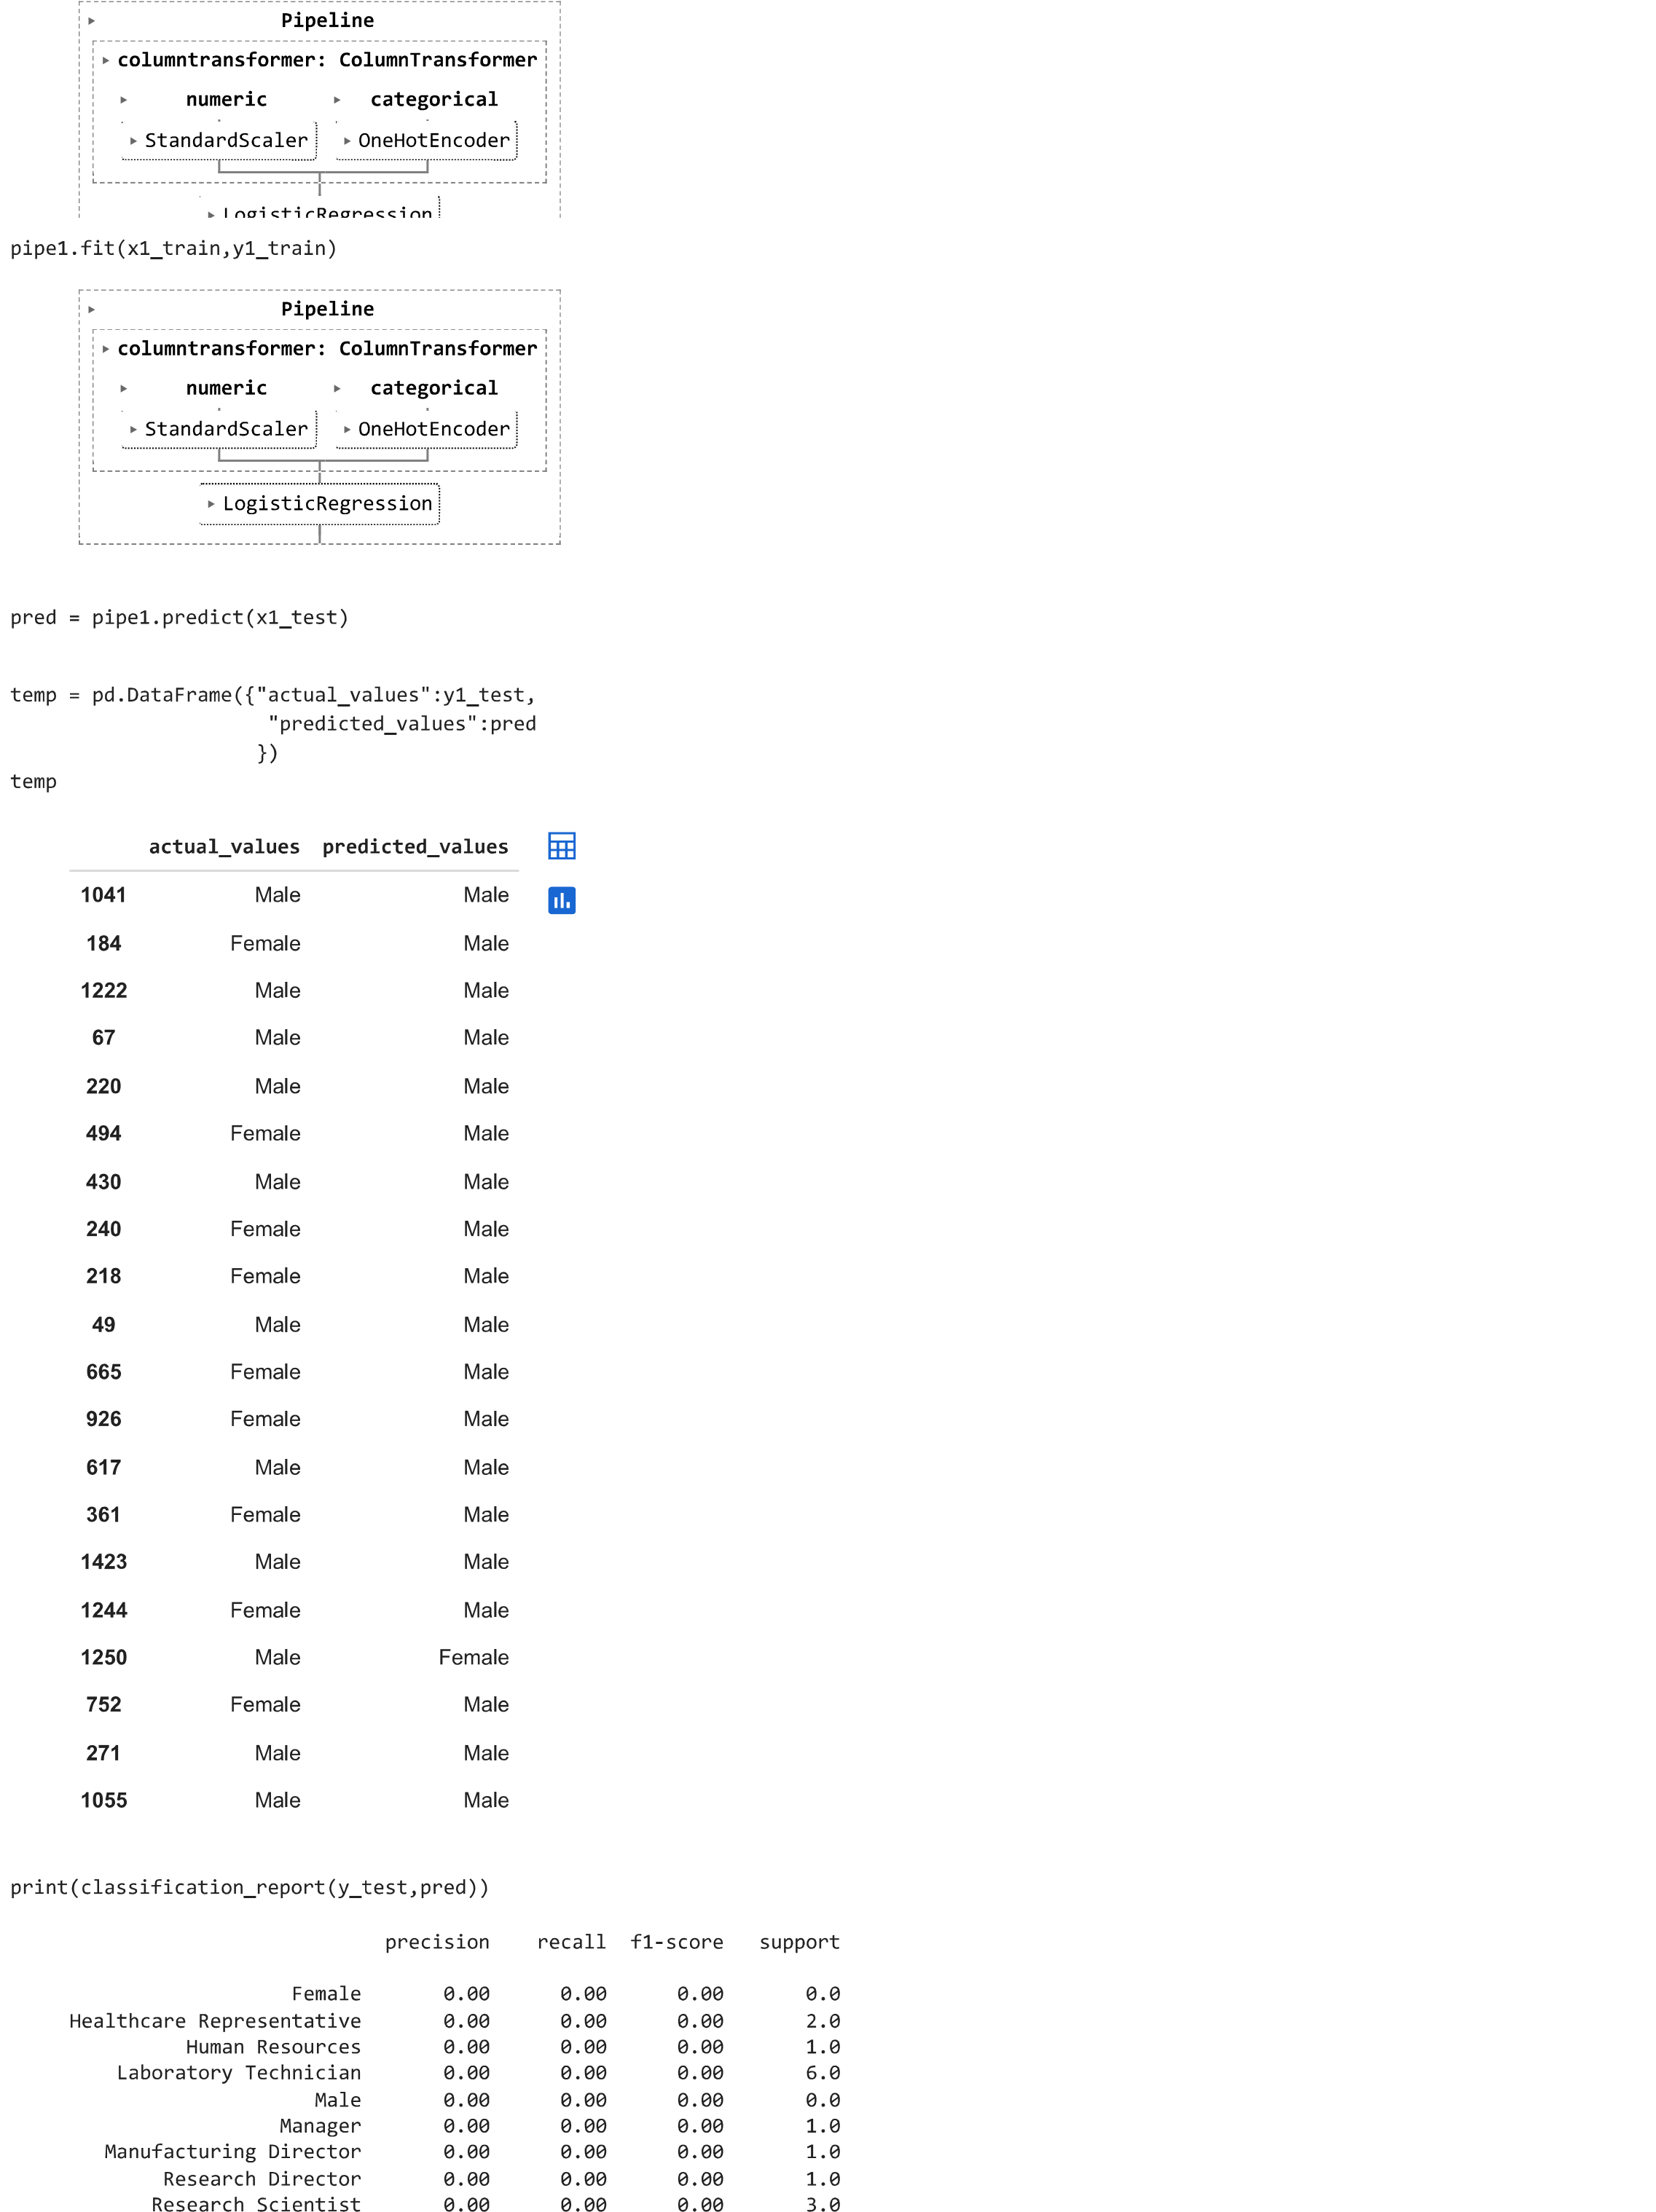 Pipeline
columntransformer: ColumnTransformer
numeric categorical
StandardScaler OneHotEncoder
LogisticRegression
pipe1.fit(x1_train,y1_train)
Pipeline
columntransformer: ColumnTransformer
numeric categorical
StandardScaler OneHotEncoder
LogisticRegression
pred = pipe1.predict(x1_test)
temp = pd.DataFrame({"actual_values":y1_test,
"predicted_values":pred
})
temp
actual_values predicted_values
1041 Male Male
184 Female Male
1222 Male Male
67 Male Male
220 Male Male
494 Female Male
430 Male Male
240 Female Male
218 Female Male
49 Male Male
665 Female Male
926 Female Male
617 Male Male
361 Female Male
1423 Male Male
1244 Female Male
1250 Male Female
752 Female Male
271 Male Male
1055 Male Male
print(classification_report(y_test,pred))
precision recall f1-score support
Female 0.00 0.00 0.00 0.0
Healthcare Representative 0.00 0.00 0.00 2.0
Human Resources 0.00 0.00 0.00 1.0
Laboratory Technician 0.00 0.00 0.00 6.0
Male 0.00 0.00 0.00 0.0
Manager 0.00 0.00 0.00 1.0
Manufacturing Director 0.00 0.00 0.00 1.0
Research Director 0.00 0.00 0.00 1.0
Research Scientist 0.00 0.00 0.00 3.0